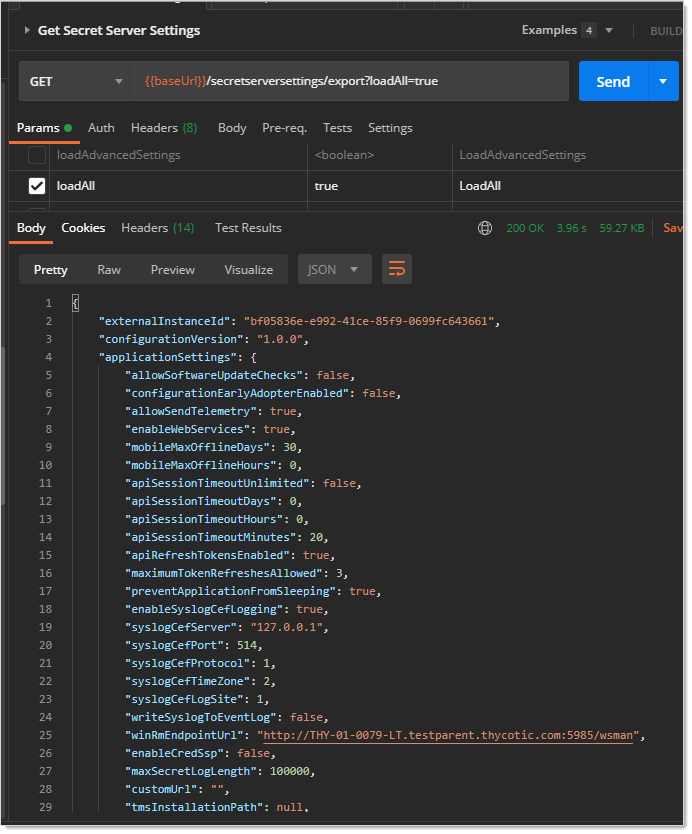 Get Secret Server Settings Examples 4 BUILD
GET {{baseUrl}}/secretserversettings/export?loadAll=true Send
Params Auth Headers (8) Body Pre-req. Tests Settings
loadAdvancedSettings <boolean> LoadAdvancedSettings
loadAll true LoadAll
Body Cookies Headers (14) Test Results 200 OK 3.96 s 59.27 KB Sav
Pretty Raw Preview Visualize JSON
1 {
2 "externalInstanceId": "bf05836e-e992-41ce-85f9-0699fc643661",
3 "configurationVersion": "1.0.0",
4 "applicationSettings": {
5 "allowSoftwareUpdateChecks": false,
6 "configurationEarlyAdopterEnabled": false,
7 "allowSendTelemetry": true,
8 "enableWebServices": true,
9 "mobileMaxOfflineDays": 30,
10 "mobileMaxOfflineHours": 0,
11 "apiSessionTimeoutUnlimited": false,
12 "apiSessionTimeoutDays": 0,
13 "apiSessionTimeoutHours": 0,
14 "apiSessionTimeoutMinutes": 20,
15 "apiRefreshTokensEnabled": true,
16 "maximumTokenRefreshesAllowed": 3,
17 "preventApplicationFromSleeping": true,
18 "enableSyslogCefLogging": true,
19 "syslogCefServer": "127.0.0.1",
20 "syslogCefPort": 514,
21 "syslogCefProtocol": 1,
22 "syslogCefTimeZone": 2,
23 "syslogCefLogSite": 1,
24 "writeSyslogToEventLog": false,
25 "winRmEndpointUrl": "http://THY-01-0079-LT.testparent.thycotic.com:5985/wsman",
26 "enableCredSsp": false,
27 "maxSecretLogLength": 100000,
28 "customUrl": "",
29 "tmsInstallationPath": null,